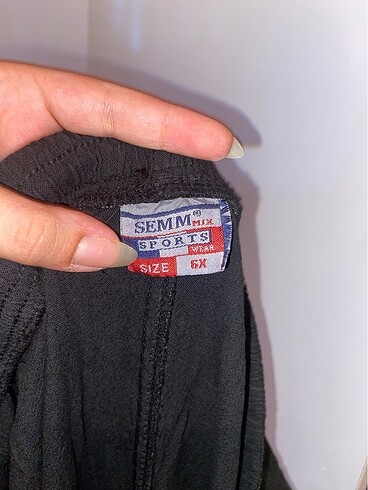 SEMM® MIX
SPORTS
WEAR
SIZE 6X